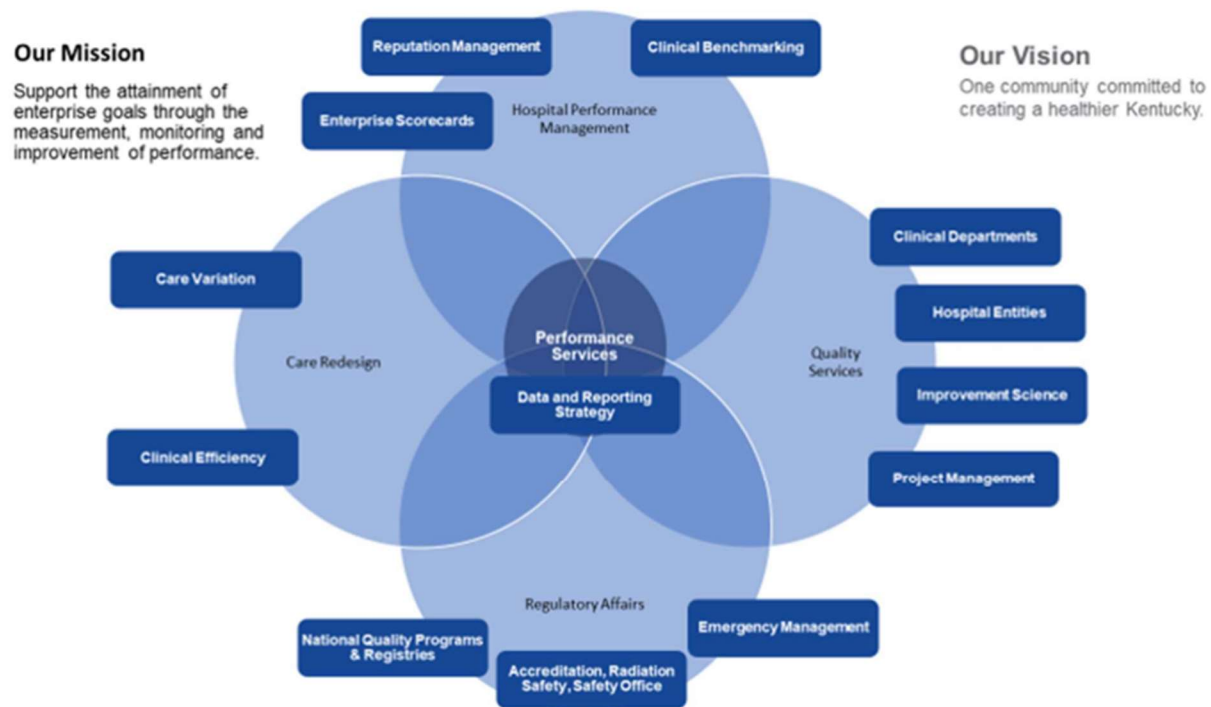 Our Mission
Support the attainment of
enterprise goals through the
measurement, monitoring and
improvement of performance.
Reputation Management
Clinical Benchmarking
Our Vision
One community committed to
creating a healthier Kentucky.
Enterprise Scorecards
Hospital Performance
Management
Clinical Departments
Care Variation
Hospital Entities
Performance
Services
Care Redesign
Quality
Services
Data and Reporting
Strategy
Improvement Science
Clinical Efficiency
Project Management
Regulatory Affairs
Emergency Management
National Quality Programs
& Registries
Accreditation, Radiation
Safety, Safety Office